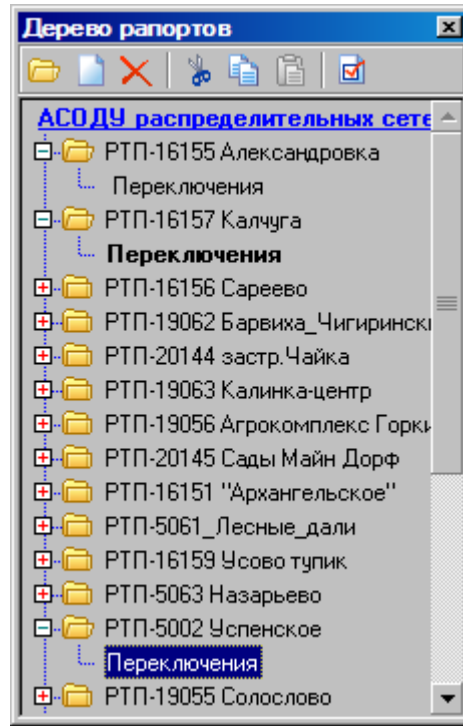 Дерево рапортов
АСОДУ распределительных сете
РТП-16155 Александровка
Переключения
РТП-16157 Калчуга
Переключения
РТП-16156 Сареево
РТП-19062 Барвиха_Чигирински
РТП-20144 застр.Чайка
РТП-19063 Калинка-центр
РТП-19056 Агрокомплекс Горки
РТП-20145 Сады Майн Дорф
РТП-16151 "Архангельское"
РТП-5061_Лесные_дали
РТП-16159 Усово тупик
РТП-5063 Назарьево
РТП-5002 Успенское
Переключения
РТП-19055 Солослово